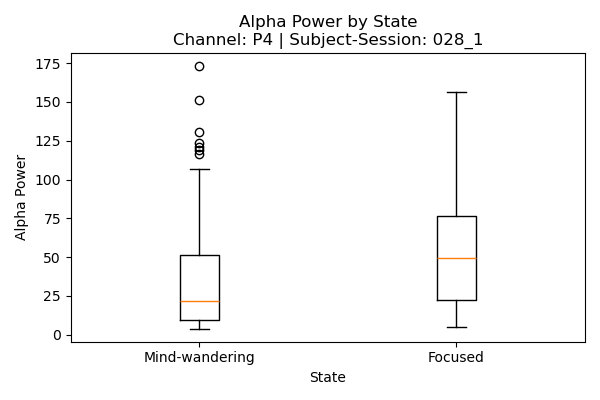 Alpha Power by State
Channel: P4 | Subject-Session: 028_1
Alpha Power
175
150
125
100
75
50
25
0
Mind-wandering
Focused
State